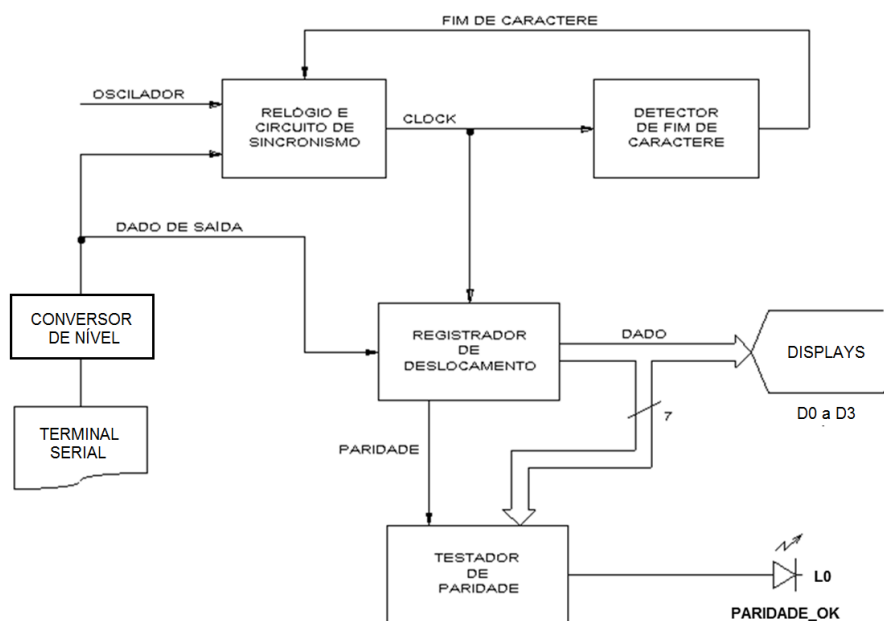 FIM DE CARACTERE
OSCILADOR
RELÓGIO E
CIRCUITO DE
SINCRONISMO
CLOCK
DETECTOR
DE FIM DE
CARACTERE
DADO DE SAÍDA
CONVERSOR
DE NÍVEL
REGISTRADOR
DE
DESLOCAMENTO
DADO
DISPLAYS
D0 a D3
7
TERMINAL
SERIAL
PARIDADE
TESTADOR
DE
PARIDADE
L0
PARIDADE_OK